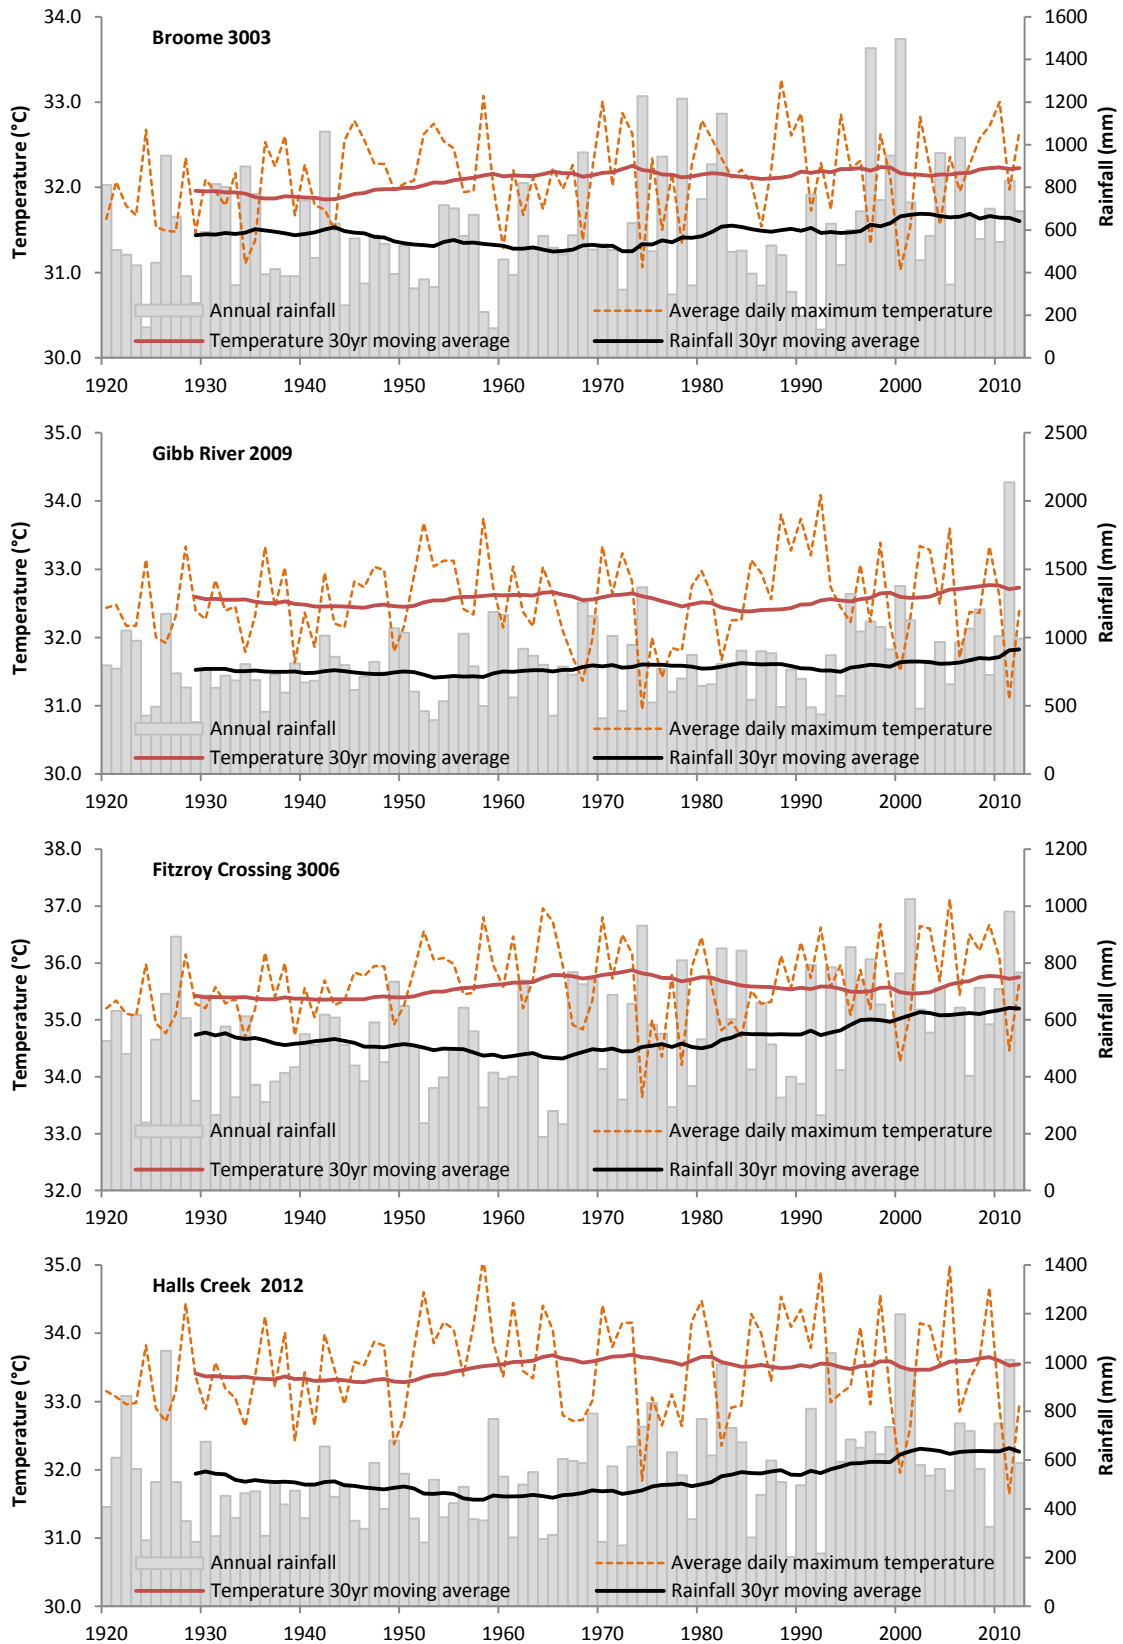 Broome 3003
Temperature (°C)
Rainfall (mm)
34.0
33.0
32.0
31.0
30.0
1600
1400
1200
1000
800
600
400
200
0
Annual rainfall
Average daily maximum temperature
Temperature 30yr moving average
Rainfall 30yr moving average
1920 1930 1940 1950 1960 1970 1980 1990 2000 2010
Gibb River 2009
Temperature (°C)
Rainfall (mm)
35.0
34.0
33.0
32.0
31.0
30.0
2500
2000
1500
1000
500
0
Annual rainfall
Average daily maximum temperature
Temperature 30yr moving average
Rainfall 30yr moving average
1920 1930 1940 1950 1960 1970 1980 1990 2000 2010
Fitzroy Crossing 3006
Temperature (°C)
Rainfall (mm)
38.0
37.0
36.0
35.0
34.0
33.0
32.0
1200
1000
800
600
400
200
0
Annual rainfall
Average daily maximum temperature
Temperature 30yr moving average
Rainfall 30yr moving average
1920 1930 1940 1950 1960 1970 1980 1990 2000 2010
Halls Creek 2012
Temperature (°C)
Rainfall (mm)
35.0
34.0
33.0
32.0
31.0
30.0
1400
1200
1000
800
600
400
200
0
Annual rainfall
Average daily maximum temperature
Temperature 30yr moving average
Rainfall 30yr moving average
1920 1930 1940 1950 1960 1970 1980 1990 2000 2010